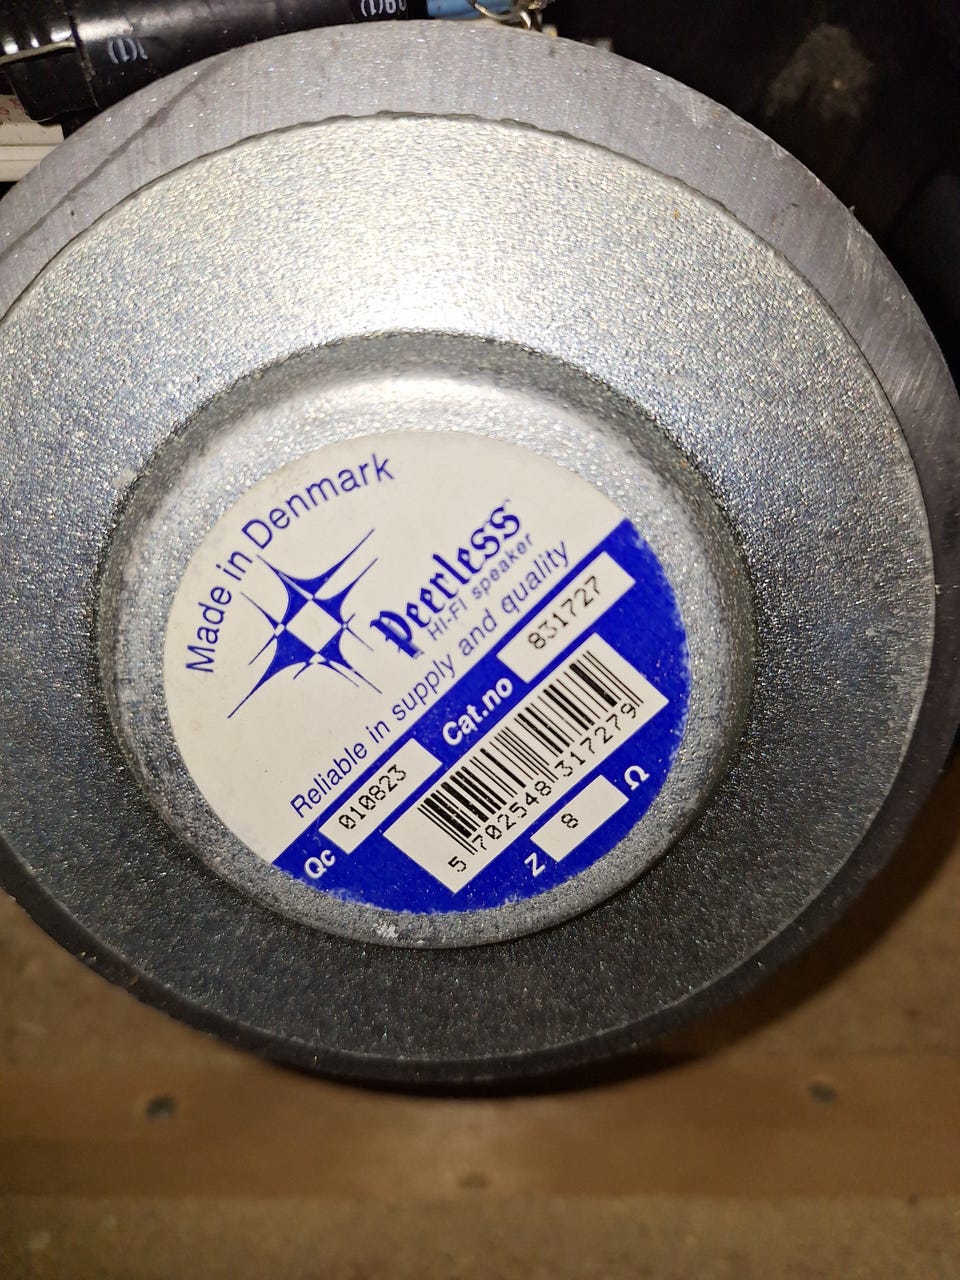 Made in Denmark
Peerless
HI-FI speaker
Reliable in supply and quality
Cat.no 831727
Qc 010823
5 702548 317279
Z 8 Ω